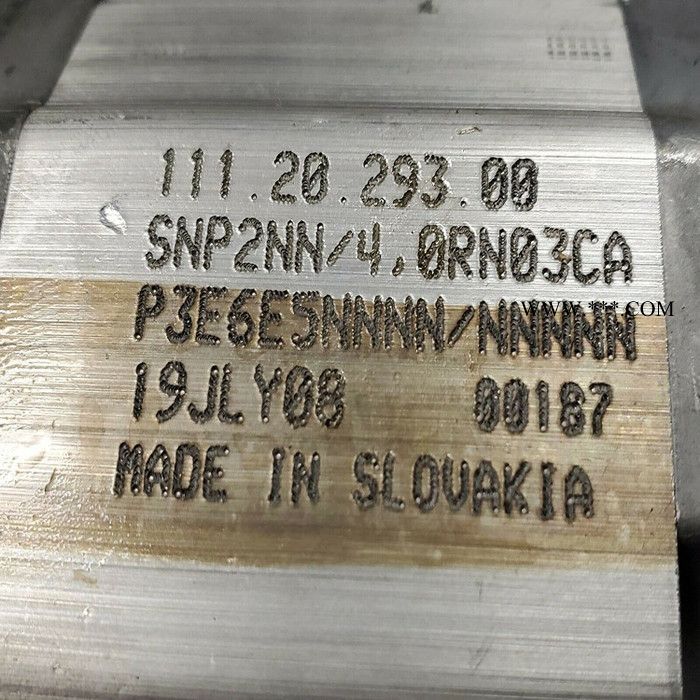 111.20.293.00
SNP2NN/4,0RN03CA
WWW.***.COM
P3E6E5NNNN/NNNNN
19JLY08 00187
MADE IN SLOVAKIA